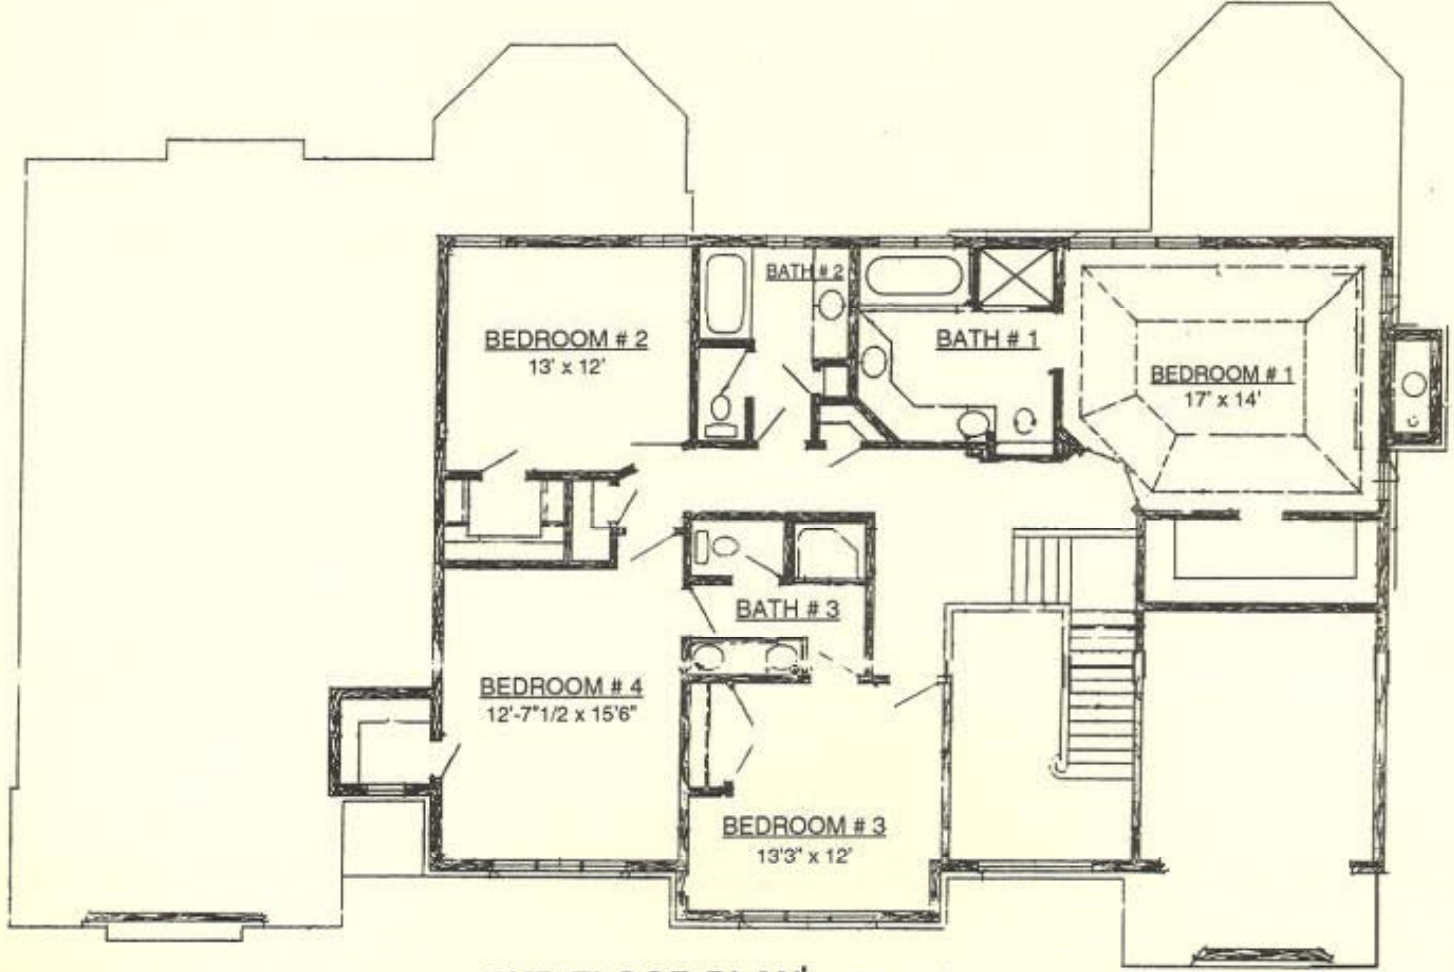 BATH # 2
BEDROOM # 2
13' x 12'
BATH # 1
BEDROOM # 1
17' x 14'
BATH # 3
BEDROOM # 4
12'-7"1/2 x 15'6"
BEDROOM # 3
13'3" x 12'